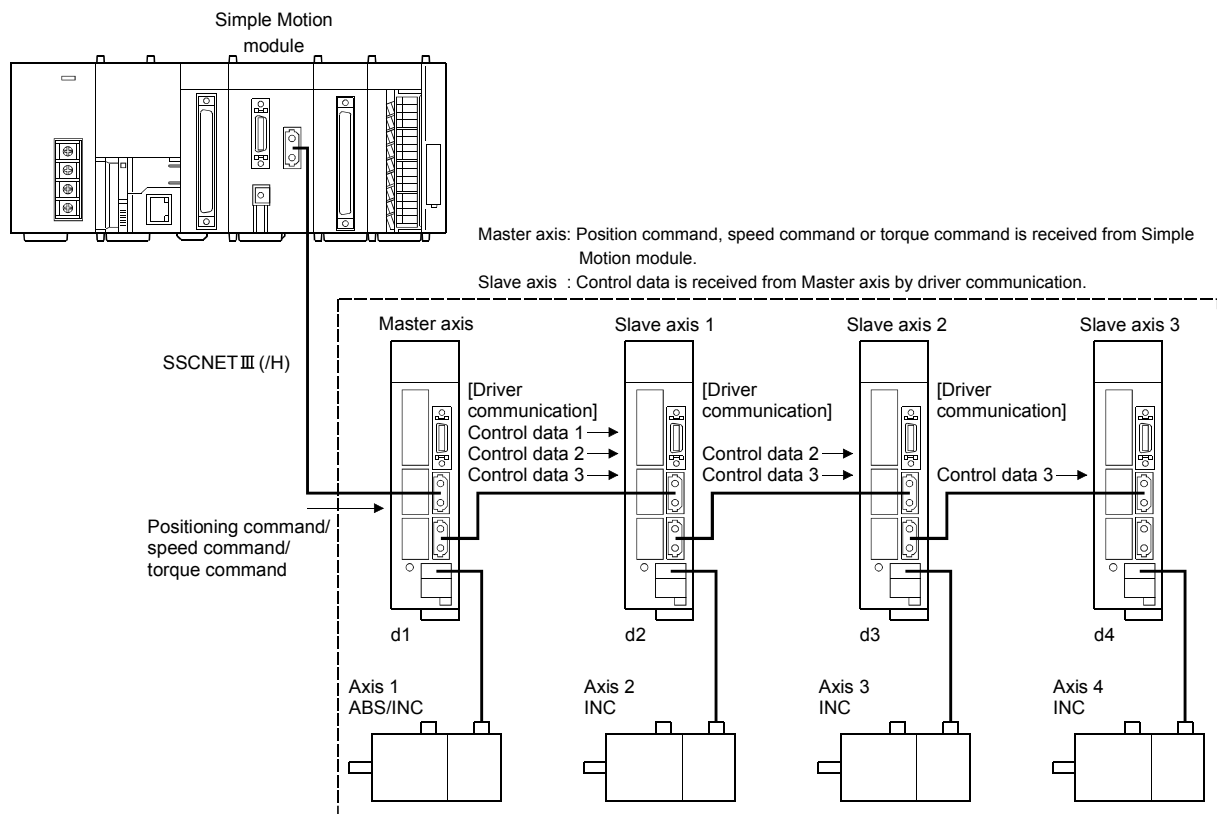 Simple Motion
module
Master axis: Position command, speed command or torque command is received from Simple
Motion module.
Slave axis : Control data is received from Master axis by driver communication.
Master axis
Slave axis 1
Slave axis 2
Slave axis 3
SSCNETⅢ(/H)
[Driver
communication]
Control data 1
Control data 2
Control data 3
[Driver
communication]
Control data 2
Control data 3
[Driver
communication]
Control data 3
Positioning command/
speed command/
torque command
d1
d2
d3
d4
Axis 1
ABS/INC
Axis 2
INC
Axis 3
INC
Axis 4
INC